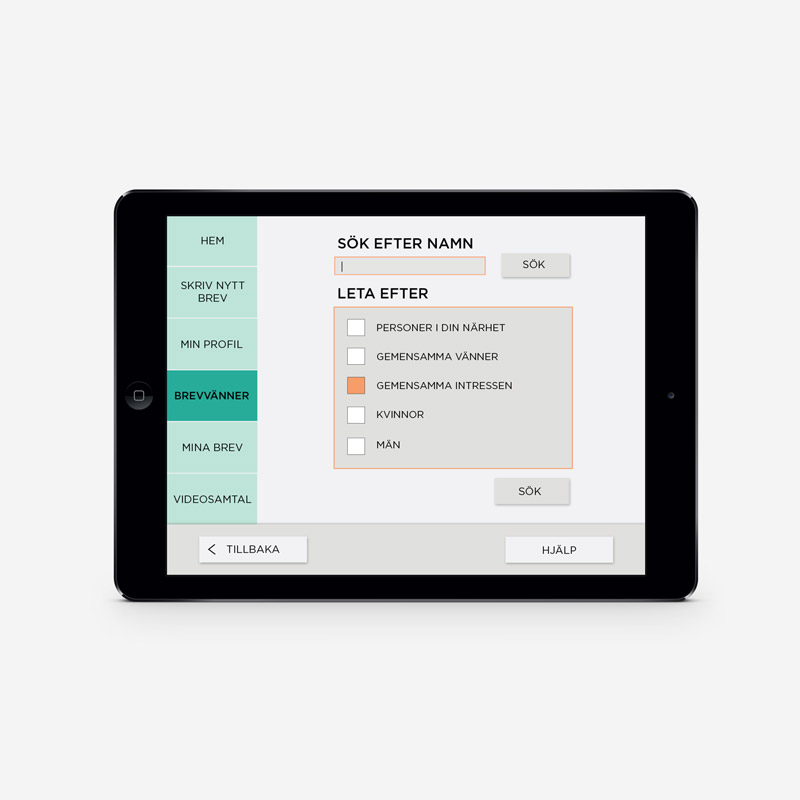 HEM
SKRIV NYTT
BREV
MIN PROFIL
BREVVÄNNER
MINA BREV
VIDEOSAMTAL
SÖK EFTER NAMN
SÖK
LETA EFTER
PERSONER I DIN NÄRHET
GEMENSAMMA VÄNNER
GEMENSAMMA INTRESSEN
KVINNOR
MÄN
SÖK
< TILLBAKA
HJÄLP